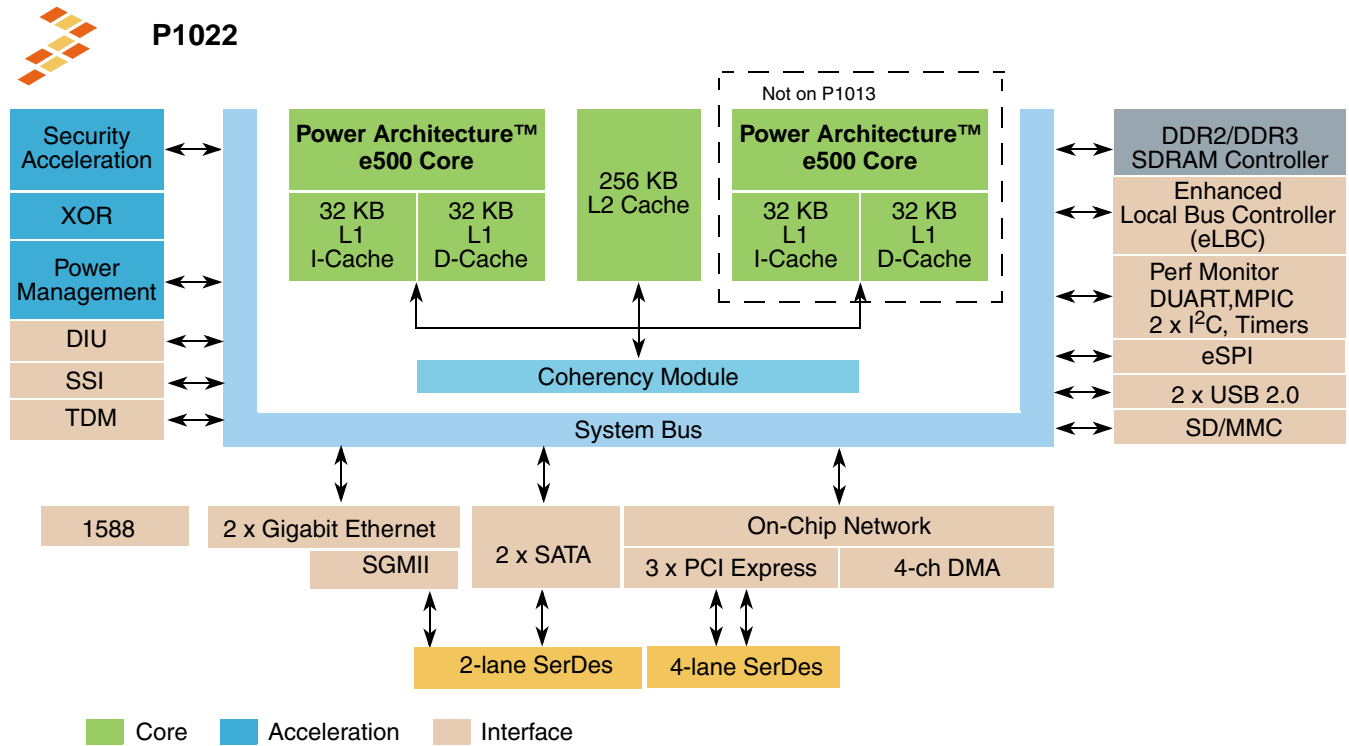 P1022
Not on P1013
Security
Acceleration
XOR
Power
Management
DIU
SSI
TDM
Power Architecture™
e500 Core
32 KB
L1
I-Cache
32 KB
L1
D-Cache
256 KB
L2 Cache
Power Architecture™
e500 Core
32 KB
L1
I-Cache
32 KB
L1
D-Cache
DDR2/DDR3
SDRAM Controller
Enhanced
Local Bus Controller
(eLBC)
Perf Monitor
DUART,MPIC
2 x I²C, Timers
eSPI
2 x USB 2.0
SD/MMC
Coherency Module
System Bus
1588
2 x Gigabit Ethernet
SGMII
2 x SATA
On-Chip Network
3 x PCI Express
4-ch DMA
2-lane SerDes
4-lane SerDes
Core
Acceleration
Interface